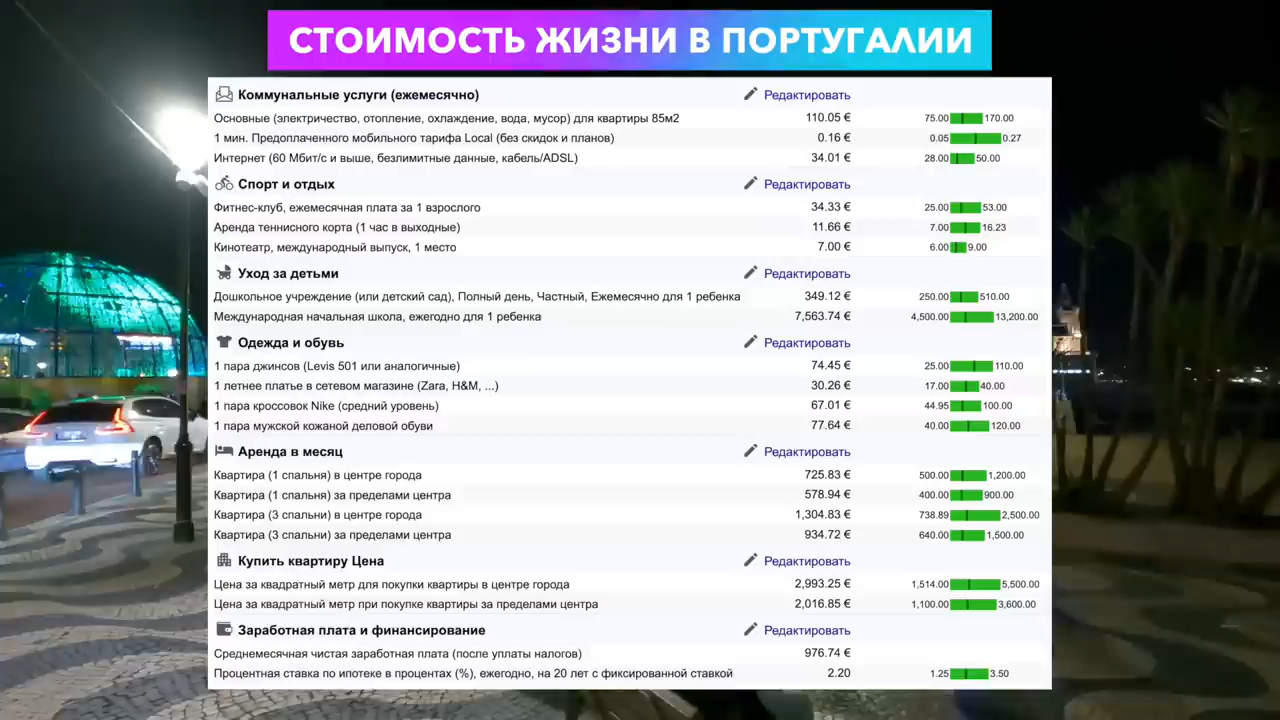 СТОИМОСТЬ ЖИЗНИ В ПОРТУГАЛИИ
Коммунальные услуги (ежемесячно) Редактировать
Основные (электричество, отопление, охлаждение, вода, мусор) для квартиры 85м2 110.05 € 75.00 170.00
1 мин. Предоплаченного мобильного тарифа Local (без скидок и планов) 0.16 € 0.05 0.27
Интернет (60 Мбит/с и выше, безлимитные данные, кабель/ADSL) 34.01 € 28.00 50.00
Спорт и отдых Редактировать
Фитнес-клуб, ежемесячная плата за 1 взрослого 34.33 € 25.00 53.00
Аренда теннисного корта (1 час в выходные) 11.66 € 7.00 16.23
Кинотеатр, международный выпуск, 1 место 7.00 € 6.00 9.00
Уход за детьми Редактировать
Дошкольное учреждение (или детский сад), Полный день, Частный, Ежемесячно для 1 ребенка 349.12 € 250.00 510.00
Международная начальная школа, ежегодно для 1 ребенка 7,563.74 € 4,500.00 13,200.00
Одежда и обувь Редактировать
1 пара джинсов (Levis 501 или аналогичные) 74.45 € 25.00 110.00
1 летнее платье в сетевом магазине (Zara, H&M, ...) 30.26 € 17.00 40.00
1 пара кроссовок Nike (средний уровень) 67.01 € 44.95 100.00
1 пара мужской кожаной деловой обуви 77.64 € 40.00 120.00
Аренда в месяц Редактировать
Квартира (1 спальня) в центре города 725.83 € 500.00 1,200.00
Квартира (1 спальня) за пределами центра 578.94 € 400.00 900.00
Квартира (3 спальни) в центре города 1,304.83 € 738.89 2,500.00
Квартира (3 спальни) за пределами центра 934.72 € 640.00 1,500.00
Купить квартиру Цена Редактировать
Цена за квадратный метр для покупки квартиры в центре города 2,993.25 € 1,514.00 5,500.00
Цена за квадратный метр при покупке квартиры за пределами центра 2,016.85 € 1,100.00 3,600.00
Заработная плата и финансирование Редактировать
Среднемесячная чистая заработная плата (после уплаты налогов) 976.74 €
Процентная ставка по ипотеке в процентах (%), ежегодно, на 20 лет с фиксированной ставкой 2.20 1.25 3.50